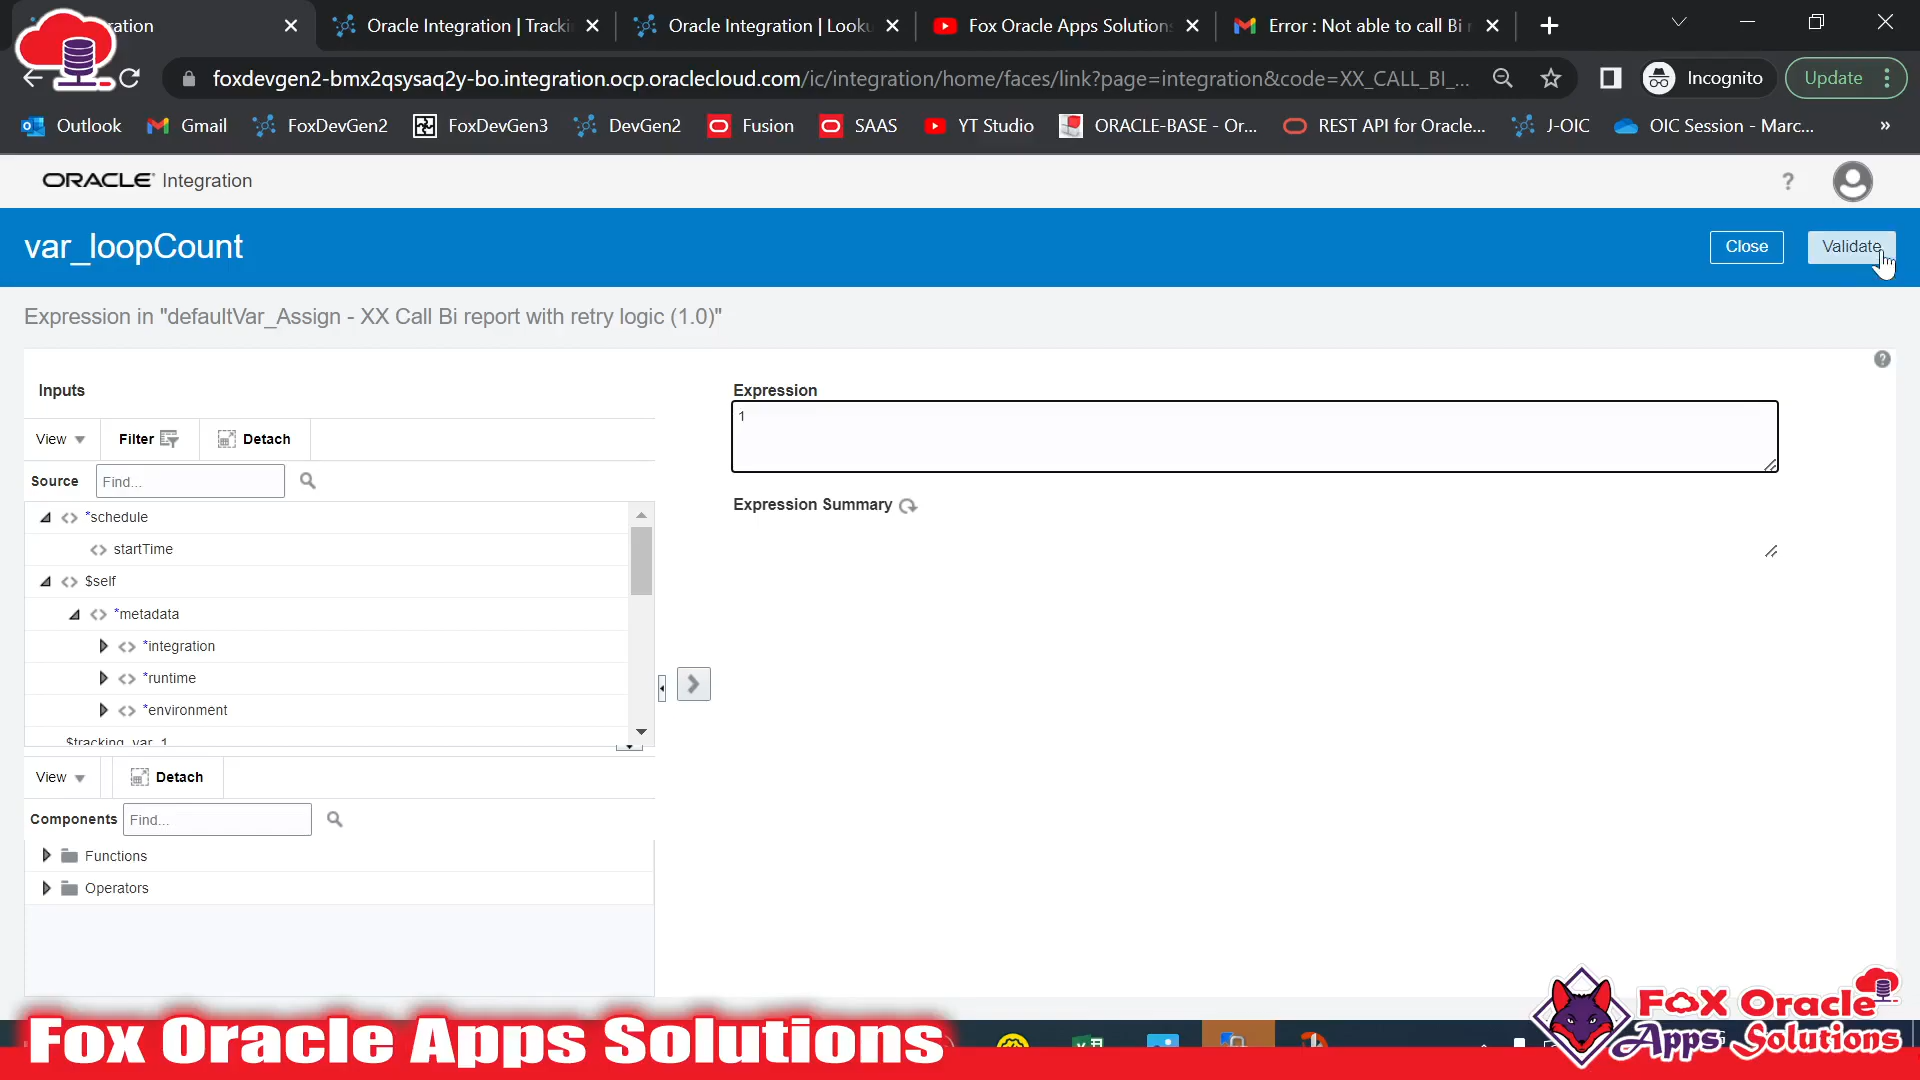 ration
Oracle Integration | Tracki
Oracle Integration | Looku
Fox Oracle Apps Solutions
Error : Not able to call Bi r
foxdevgen2-bmx2qsysaq2y-bo.integration.ocp.oraclecloud.com/ic/integration/home/faces/link?page=integration&code=XX_CALL_BI_...
Incognito
Update
Outlook
Gmail
FoxDevGen2
FoxDevGen3
DevGen2
Fusion
SAAS
YT Studio
ORACLE-BASE - Or...
REST API for Oracle...
J-OIC
OIC Session - Marc...
»
ORACLE Integration
?
var_loopCount
Close
Validate
Expression in "defaultVar_Assign - XX Call Bi report with retry logic (1.0)"
?
Inputs
View
Filter
Detach
Source
Find...
*schedule
startTime
$self
*metadata
*integration
*runtime
*environment
$tracking_var_1
View
Detach
Components
Find...
Functions
Operators
Expression
1
Expression Summary
Fox Oracle Apps Solutions
Fox Oracle
Apps Solutions